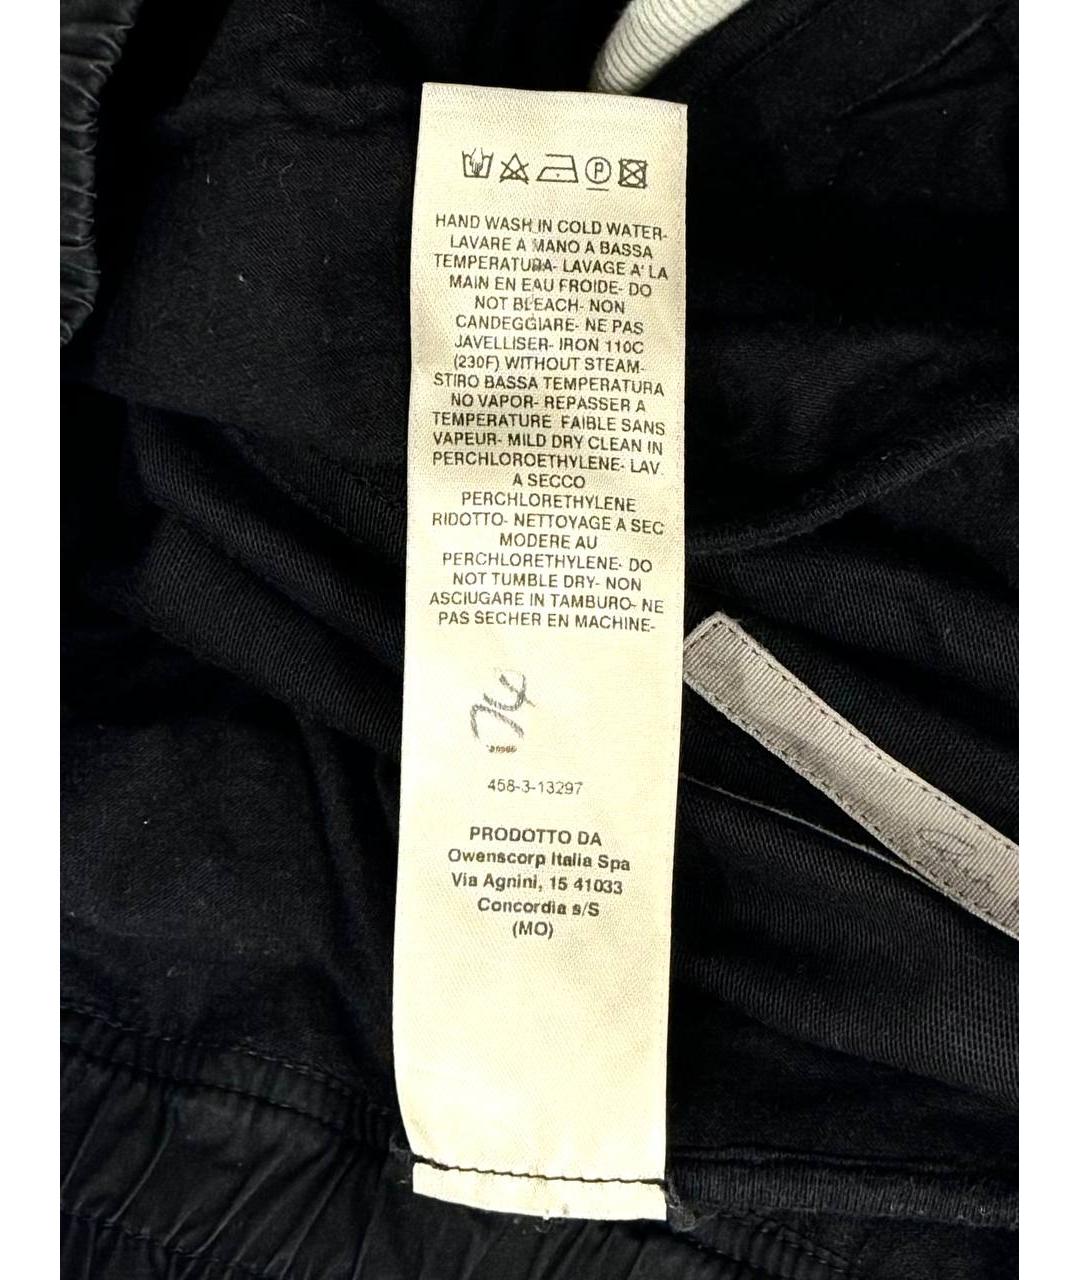 P
HAND WASH IN COLD WATER-
LAVARE A MANO A BASSA
TEMPERATURA- LAVAGE A' LA
MAIN EN EAU FROIDE- DO
NOT BLEACH- NON
CANDEGGIARE- NE PAS
JAVELLISER- IRON 110C
(230F) WITHOUT STEAM-
STIRO BASSA TEMPERATURA
NO VAPOR- REPASSER A
TEMPERATURE FAIBLE SANS
VAPEUR- MILD DRY CLEAN IN
PERCHLOROETHYLENE- LAV.
A SECCO
PERCHLORETHYLENE
RIDOTTO- NETTOYAGE A SEC
MODERE AU
PERCHLORETHYLENE- DO
NOT TUMBLE DRY- NON
ASCIUGARE IN TAMBURO- NE
PAS SECHER EN MACHINE-
458-3-13297
PRODOTTO DA
Owenscorp Italia Spa
Via Agnini, 15 41033
Concordia s/S
(MO)